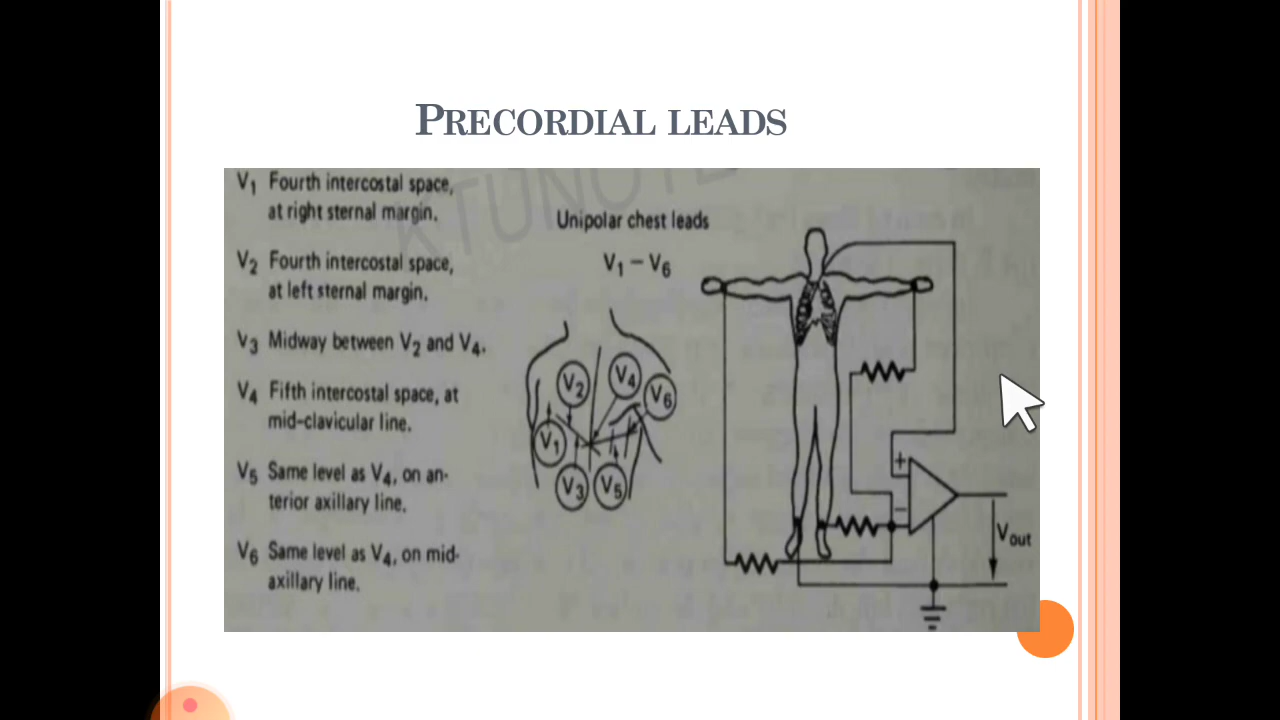 PRECORDIAL LEADS
KTUNOTE
V1 Fourth intercostal space,
at right sternal margin.
V2 Fourth intercostal space,
at left sternal margin.
V3 Midway between V2 and V4.
V4 Fifth intercostal space, at
mid-clavicular line.
V5 Same level as V4, on an-
terior axillary line.
V6 Same level as V4, on mid-
axillary line.
Unipolar chest leads
V1 – V6
V2
V4
V6
V1
V3
V5
+
−
Vout